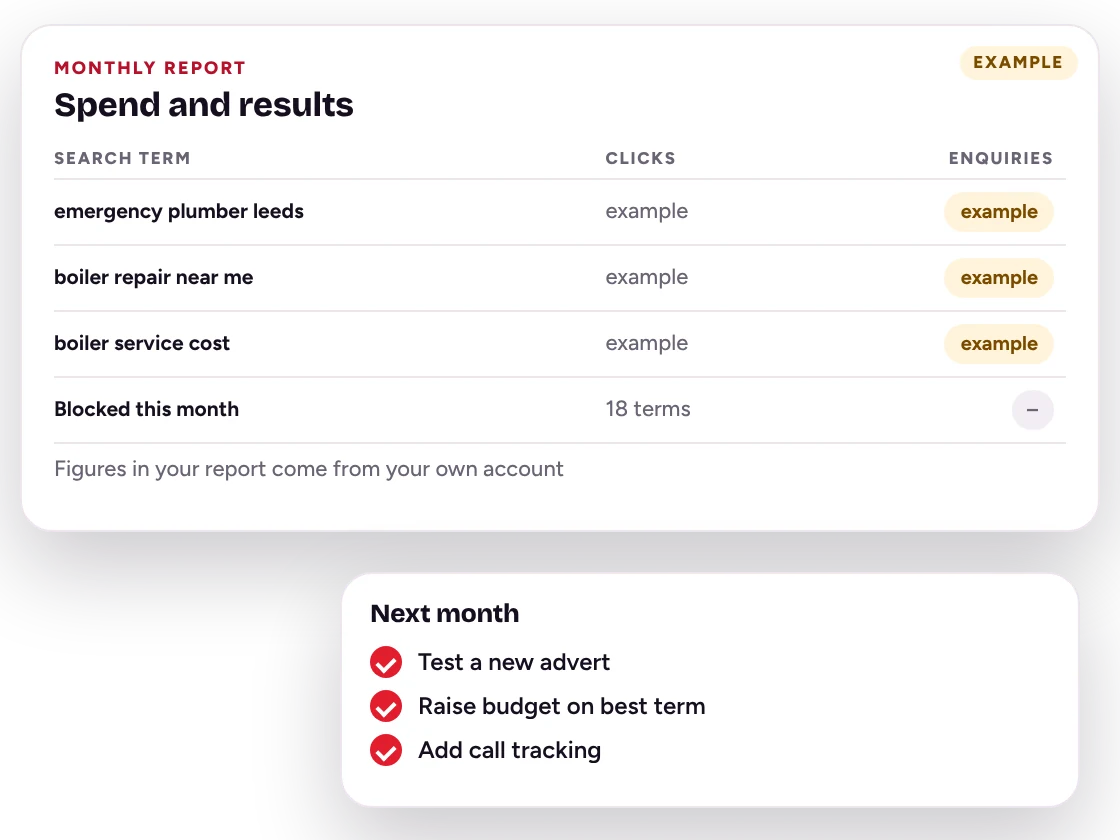 MONTHLY REPORT
EXAMPLE
Spend and results
SEARCH TERM CLICKS ENQUIRIES
emergency plumber leeds example example
boiler repair near me example example
boiler service cost example example
Blocked this month 18 terms –
Figures in your report come from your own account
Next month
Test a new advert
Raise budget on best term
Add call tracking